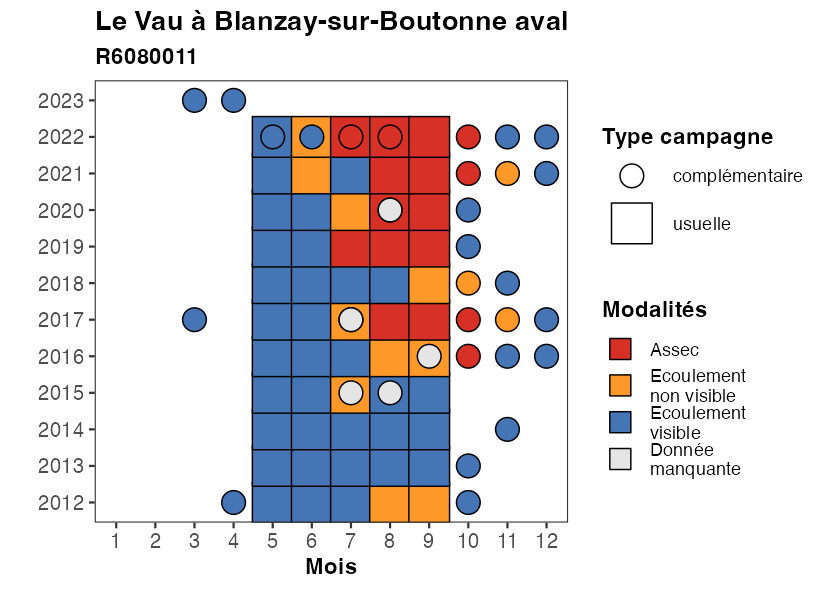 Le Vau à Blanzay-sur-Boutonne aval
R6080011
2023
2022
2021
2020
2019
2018
2017
2016
2015
2014
2013
2012
1 2 3 4 5 6 7 8 9 10 11 12
Mois
Type campagne
complémentaire
usuelle
Modalités
Assec
Ecoulement
non visible
Ecoulement
visible
Donnée
manquante